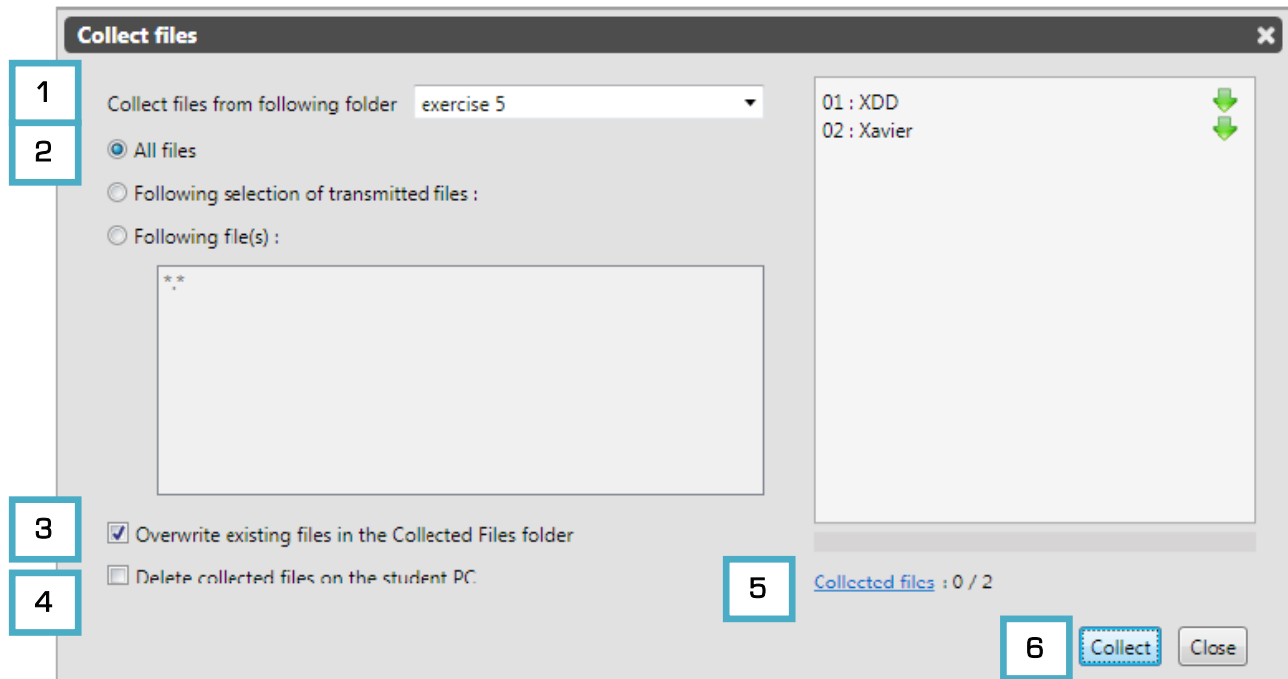 Collect files
1
Collect files from following folder exercise 5
2
All files
Following selection of transmitted files :
Following file(s) :
*.*
3
Overwrite existing files in the Collected Files folder
4
Delete collected files on the student PC
01 : XDD
02 : Xavier
5
Collected files : 0 / 2
6
Collect Close